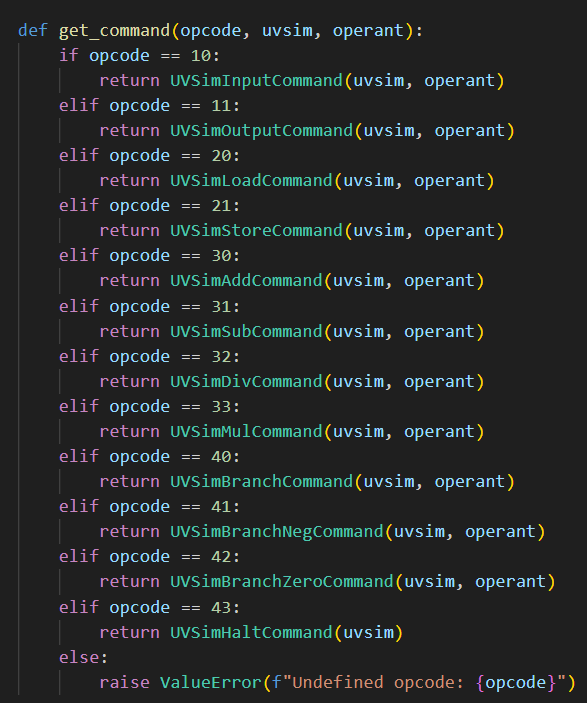 def get_command(opcode, uvsim, operant):
    if opcode == 10:
        return UVSimInputCommand(uvsim, operant)
    elif opcode == 11:
        return UVSimOutputCommand(uvsim, operant)
    elif opcode == 20:
        return UVSimLoadCommand(uvsim, operant)
    elif opcode == 21:
        return UVSimStoreCommand(uvsim, operant)
    elif opcode == 30:
        return UVSimAddCommand(uvsim, operant)
    elif opcode == 31:
        return UVSimSubCommand(uvsim, operant)
    elif opcode == 32:
        return UVSimDivCommand(uvsim, operant)
    elif opcode == 33:
        return UVSimMulCommand(uvsim, operant)
    elif opcode == 40:
        return UVSimBranchCommand(uvsim, operant)
    elif opcode == 41:
        return UVSimBranchNegCommand(uvsim, operant)
    elif opcode == 42:
        return UVSimBranchZeroCommand(uvsim, operant)
    elif opcode == 43:
        return UVSimHaltCommand(uvsim)
    else:
        raise ValueError(f"Undefined opcode: {opcode}")